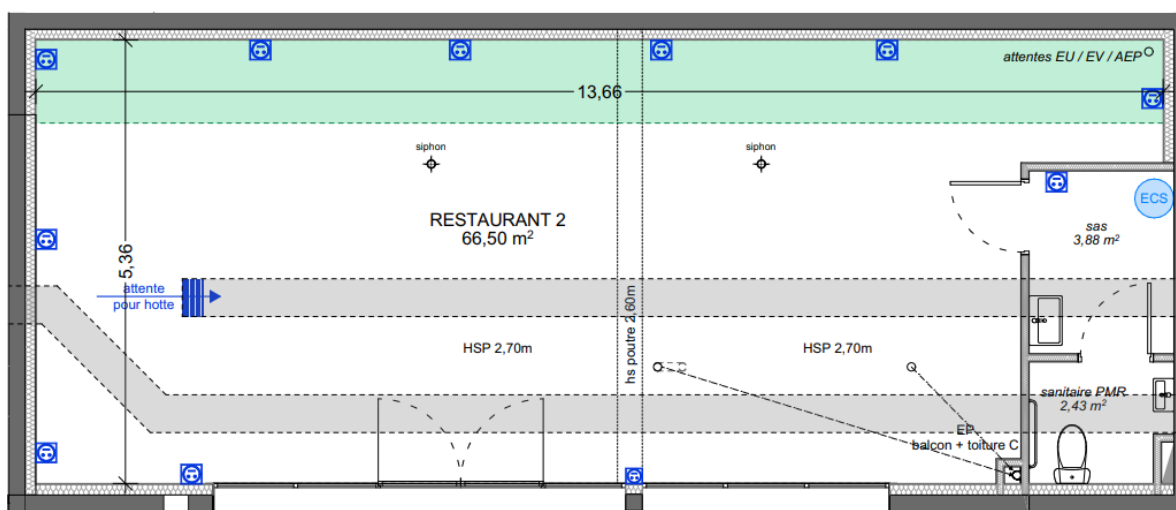 attentes EU / EV / AEP
13,66
siphon
siphon
RESTAURANT 2
66,50 m²
ECS
sas
3,88 m²
5,36
attente
pour hotte
hs poutre 2,60m
HSP 2,70m
HSP 2,70m
sanitaire PMR
2,43 m²
EP
balcon + toiture C